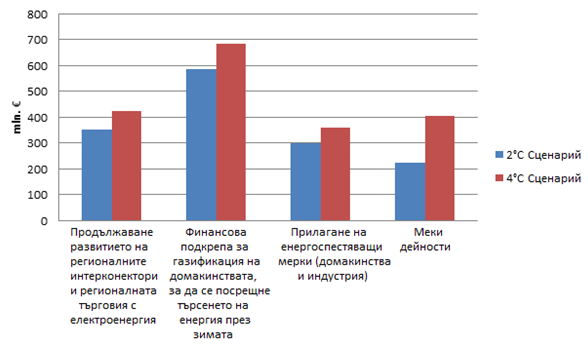 800
700
600
500
400
300
200
100
0
mln. €
Продължаване
развитието на
регионалните
интерконектори
и регионалната
търговия с
електроенергия
Финансова
подкрепа за
газификация на
домакинствата,
за да се посрещне
търсенето на
енергия през
зимата
Прилагане на
енергоспестяващи
мерки (домакинства
и индустрия)
Меки
дейности
2°C Сценарий
4°C Сценарий